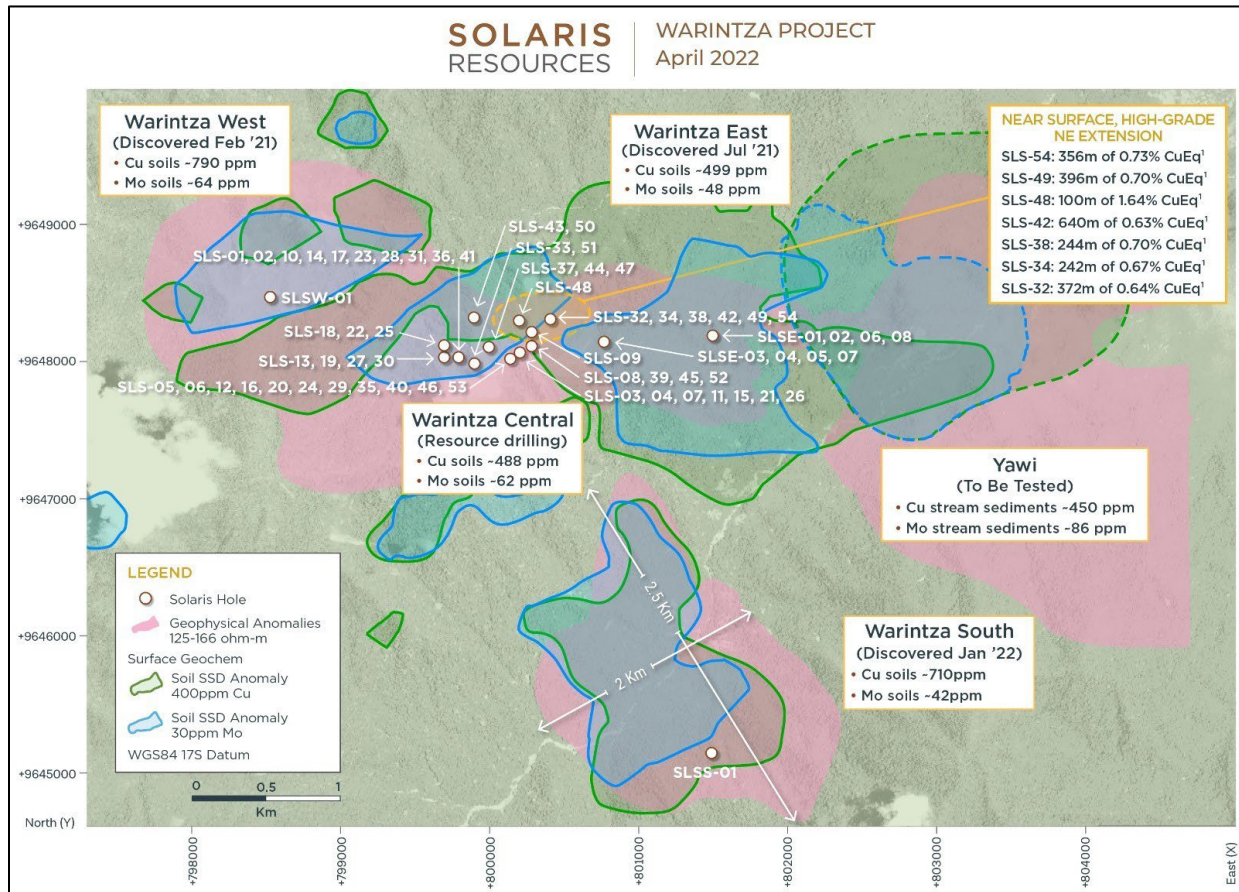 SOLARIS
RESOURCES
WARINTZA PROJECT
April 2022
Warintza West
(Discovered Feb '21)
• Cu soils ~790 ppm
• Mo soils ~64 ppm
Warintza East
(Discovered Jul '21)
• Cu soils ~499 ppm
• Mo soils ~48 ppm
NEAR SURFACE, HIGH-GRADE
NE EXTENSION
SLS-54: 356m of 0.73% CuEq¹
SLS-49: 396m of 0.70% CuEq¹
SLS-48: 100m of 1.64% CuEq¹
SLS-42: 640m of 0.63% CuEq¹
SLS-38: 244m of 0.70% CuEq¹
SLS-34: 242m of 0.67% CuEq¹
SLS-32: 372m of 0.64% CuEq¹
+9649000
SLS-43, 50
SLS-33, 51
SLS-01, 02, 10, 14, 17, 23, 28, 31, 36, 41
SLS-37, 44, 47
SLS-48
SLSW-01
SLS-32, 34, 38, 42, 49, 54
SLS-18, 22, 25
SLSE-01, 02, 06, 08
+9648000
SLS-13, 19, 27, 30
SLS-09
SLSE-03, 04, 05, 07
SLS-08, 39, 45, 52
SLS-05, 06, 12, 16, 20, 24, 29, 35, 40, 46, 53
SLS-03, 04, 07, 11, 15, 21, 26
Warintza Central
(Resource drilling)
• Cu soils ~488 ppm
• Mo soils ~62 ppm
Yawi
(To Be Tested)
• Cu stream sediments ~450 ppm
• Mo stream sediments ~86 ppm
+9647000
LEGEND
Solaris Hole
Geophysical Anomalies
125-166 ohm-m
Surface Geochem
Soil SSD Anomaly
400ppm Cu
Soil SSD Anomaly
30ppm Mo
WGS84 17S Datum
2.5 Km
2 Km
+9646000
Warintza South
(Discovered Jan '22)
• Cu soils ~710ppm
• Mo soils ~42ppm
SLSS-01
+9645000
0 0.5 1
Km
North (Y)
+798000
+799000
+800000
+801000
+802000
+803000
+804000
East (X)